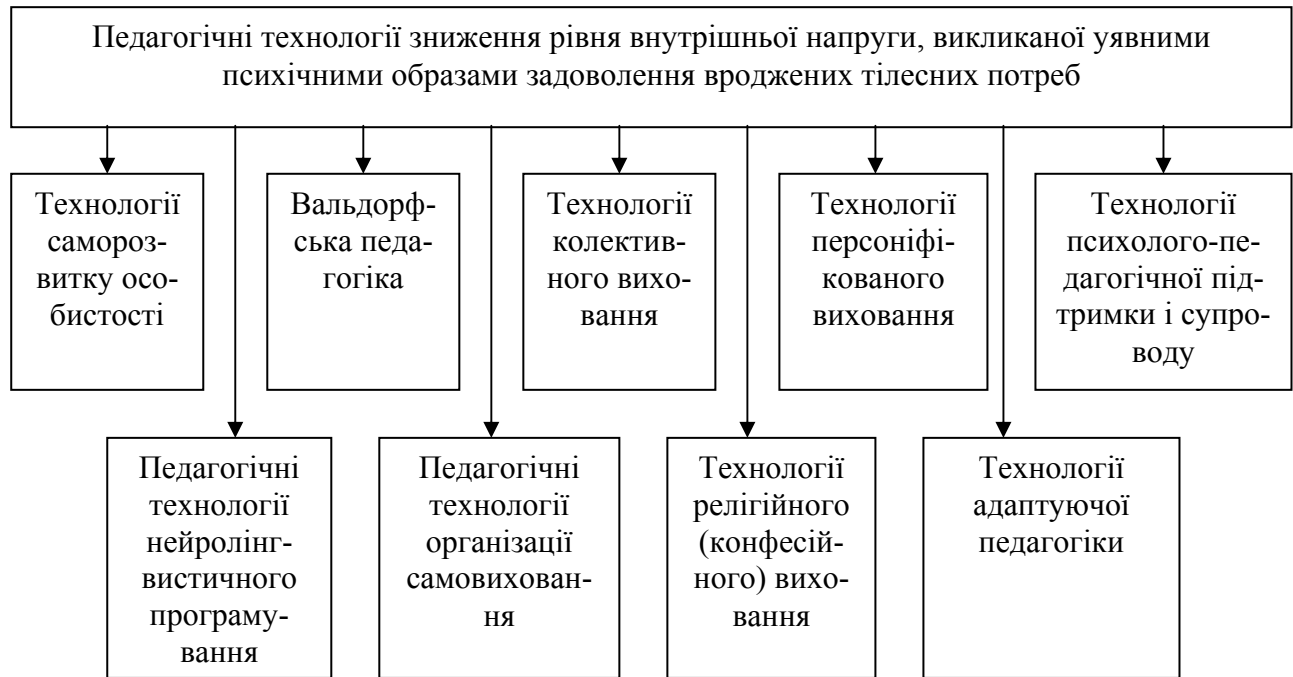 Педагогічні технології зниження рівня внутрішньої напруги, викликаної уявними
психічними образами задоволення вроджених тілесних потреб
Технології
самороз-
витку осо-
бистості
Вальдорф-
ська педа-
гогіка
Технології
колектив-
ного вихо-
вання
Технології
персоніфі-
кованого
виховання
Технології
психолого-пе-
дагогічної під-
тримки і супро-
воду
Педагогічні
технології
нейролінг-
вистичного
програму-
вання
Педагогічні
технології
організації
самовихован-
ня
Технології
релігійного
(конфесій-
ного) вихо-
вання
Технології
адаптуючої
педагогіки